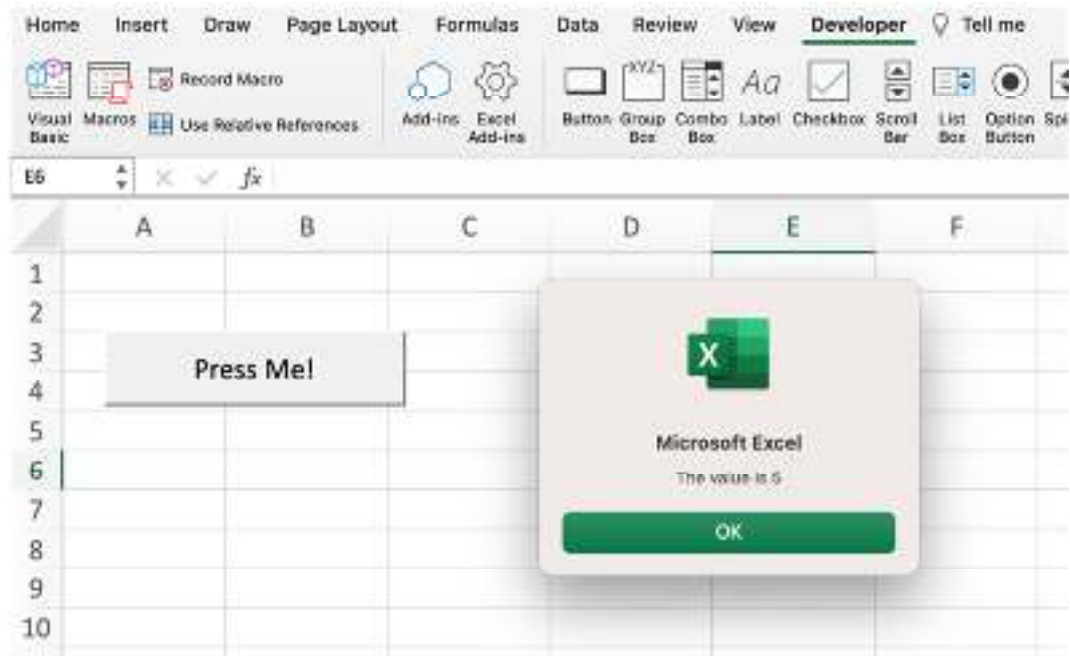 Home Insert Draw Page Layout Formulas Data Review View Developer Tell me
Record Macro
Use Relative References
Visual Basic Macros Add-ins Excel Add-ins Button Group Box Combo Box Label Checkbox Scroll Bar List Box Option Button
XYZ
Aa
E6 fx
A B C D E F
1
2
3
Press Me!
4
5
6
7
8
9
10
X
Microsoft Excel
The value is 5
OK